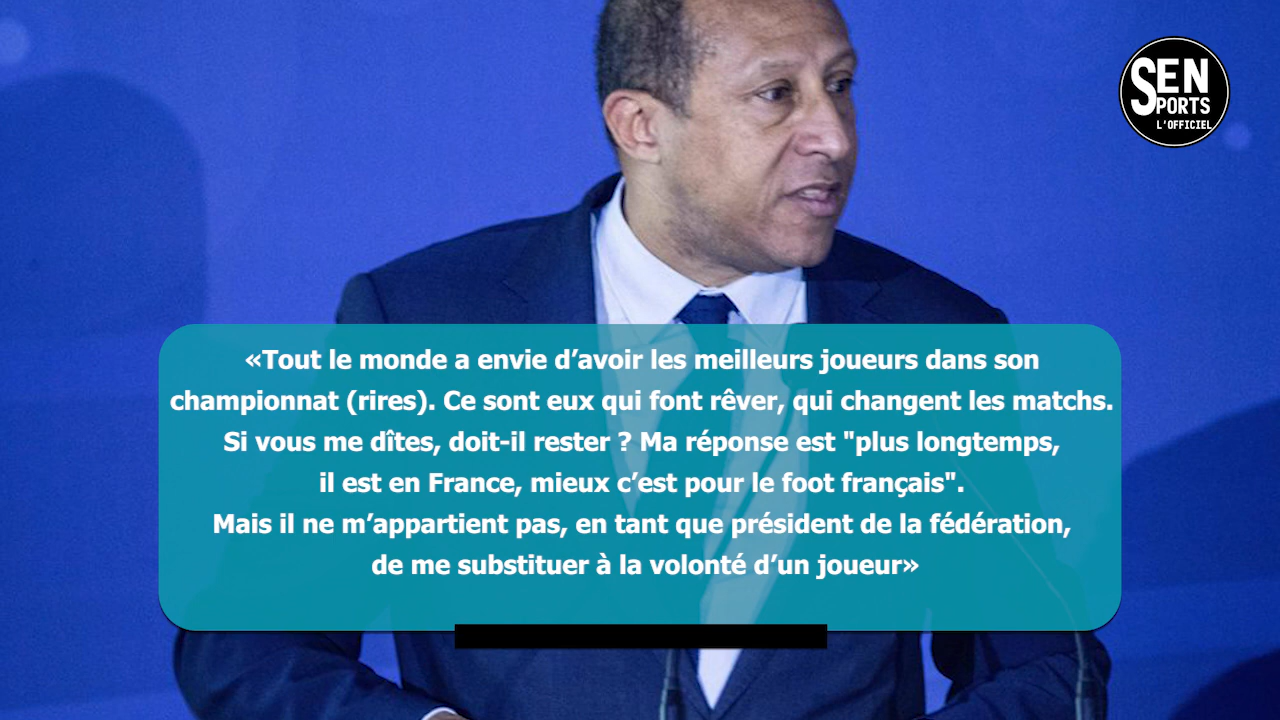 SEN
SPORTS
L'OFFICIEL
«Tout le monde a envie d’avoir les meilleurs joueurs dans son
championnat (rires). Ce sont eux qui font rêver, qui changent les matchs.
Si vous me dîtes, doit-il rester ? Ma réponse est "plus longtemps,
il est en France, mieux c’est pour le foot français".
Mais il ne m’appartient pas, en tant que président de la fédération,
de me substituer à la volonté d’un joueur»